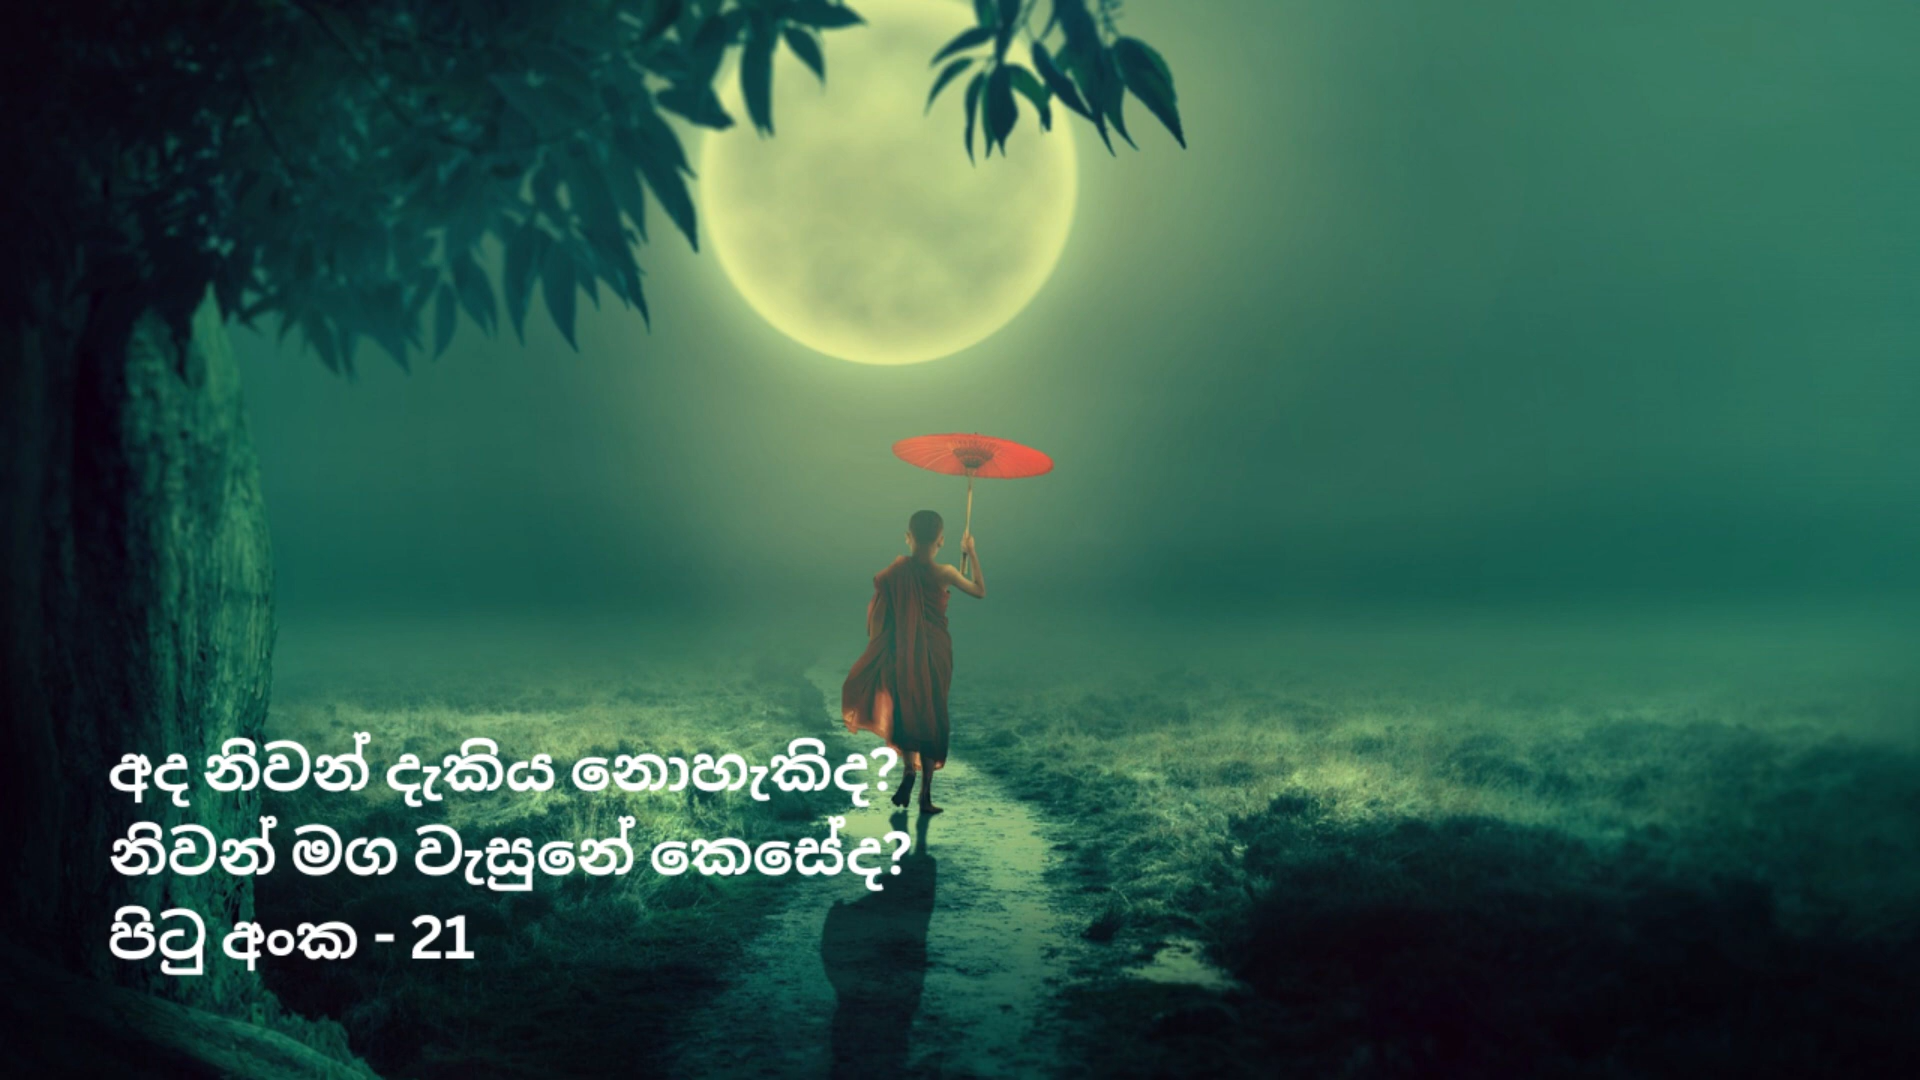 අද නිවන් දැකිය නොහැකිද?
නිවන් මග වැසුනේ කෙසේද?
පිටු අංක - 21